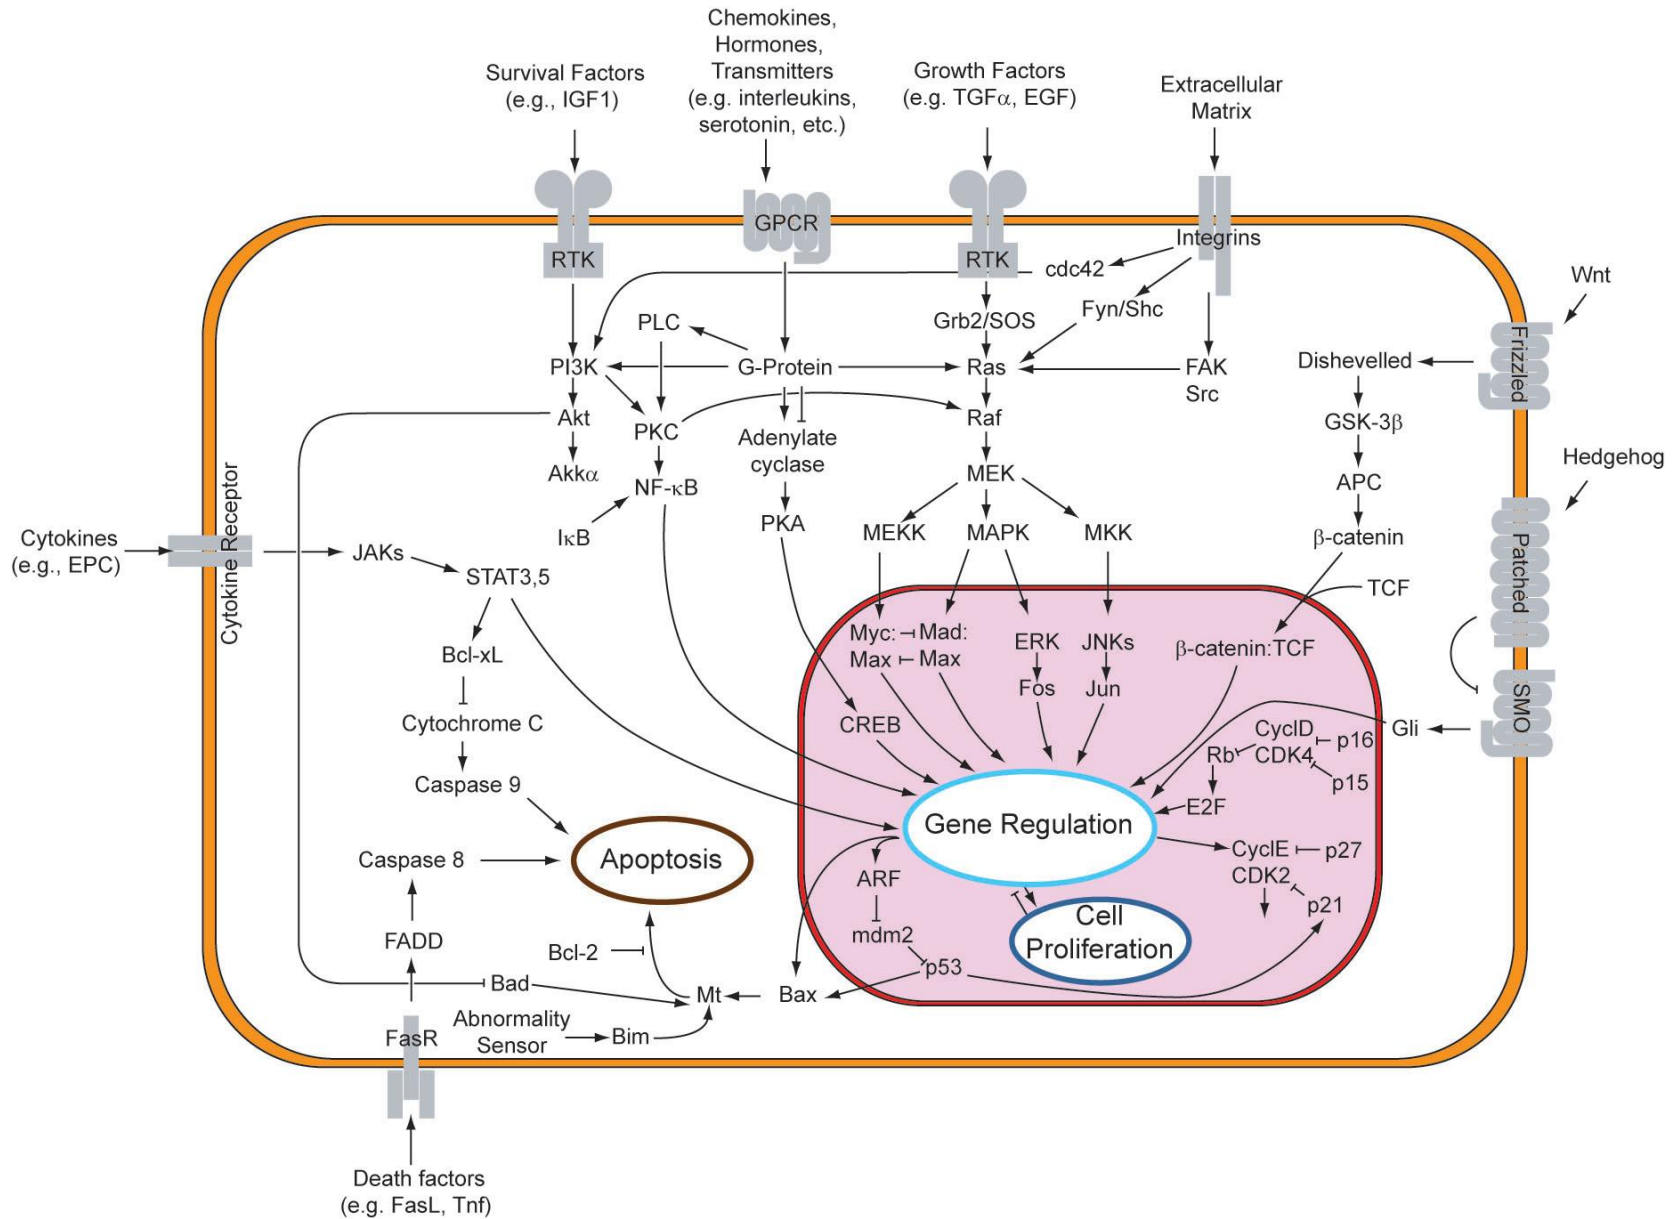 Chemokines,
Hormones,
Transmitters
(e.g. interleukins,
serotonin, etc.)
Survival Factors
(e.g., IGF1)
Growth Factors
(e.g. TGFα, EGF)
Extracellular
Matrix
RTK
GPCR
RTK
Integrins
cdc42
Wnt
Fyn/Shc
Grb2/SOS
PLC
Frizzled
Dishevelled
PI3K
G-Protein
Ras
FAK
Src
Akt
PKC
Raf
GSK-3β
Adenylate
cyclase
Hedgehog
Akkα
NF-κB
MEK
APC
PKA
IκB
MEKK
MAPK
MKK
β-catenin
Cytokines
(e.g., EPC)
Cytokine Receptor
JAKs
STAT3,5
TCF
Patched
Myc:
Mad:
Max
Max
ERK
JNKs
β-catenin:TCF
Bcl-xL
Fos
Jun
SMO
Cytochrome C
CREB
Gli
CyclD
CDK4
p16
Rb
p15
Caspase 9
E2F
Gene Regulation
Caspase 8
Apoptosis
CyclE
CDK2
p27
ARF
p21
Cell
Proliferation
FADD
Bcl-2
mdm2
p53
Bad
Mt
Bax
Abnormality
Sensor
Bim
FasR
Death factors
(e.g. FasL, Tnf)